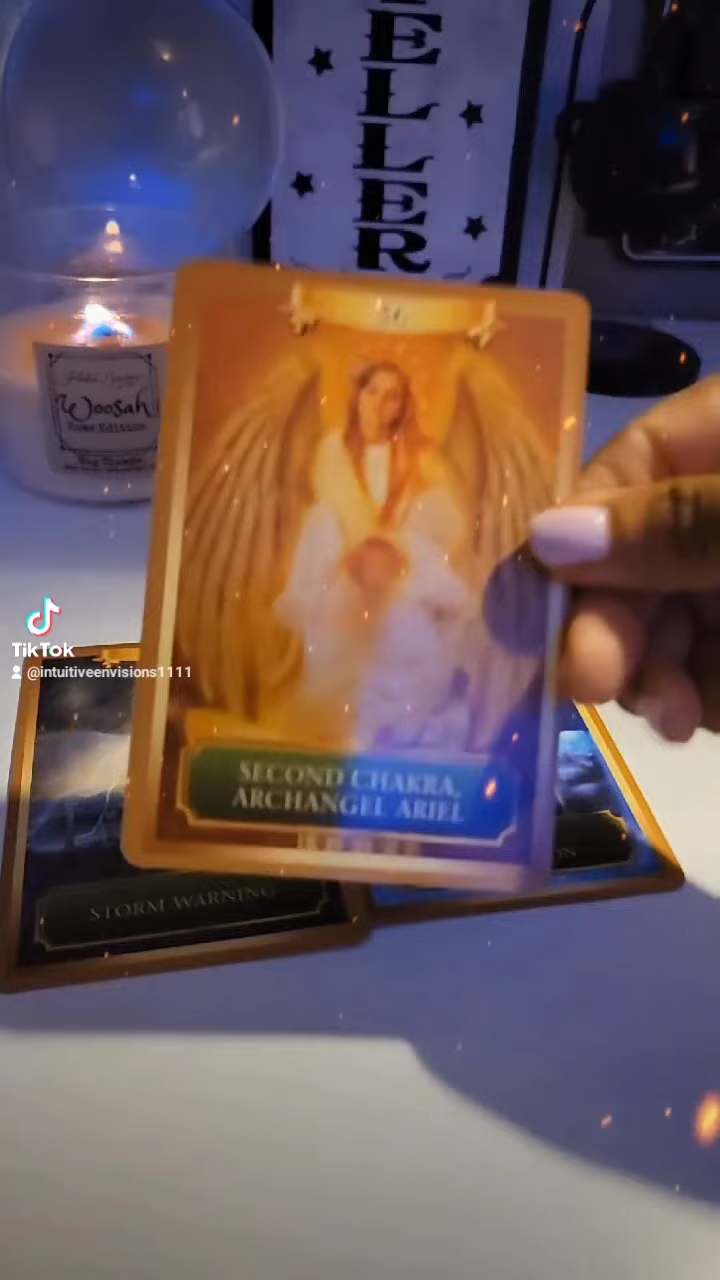 ELLER
Woosah
SECOND CHAKRA,
ARCHANGEL ARIEL
TikTok
@intuitiveenvisions1111
STORM WARNING